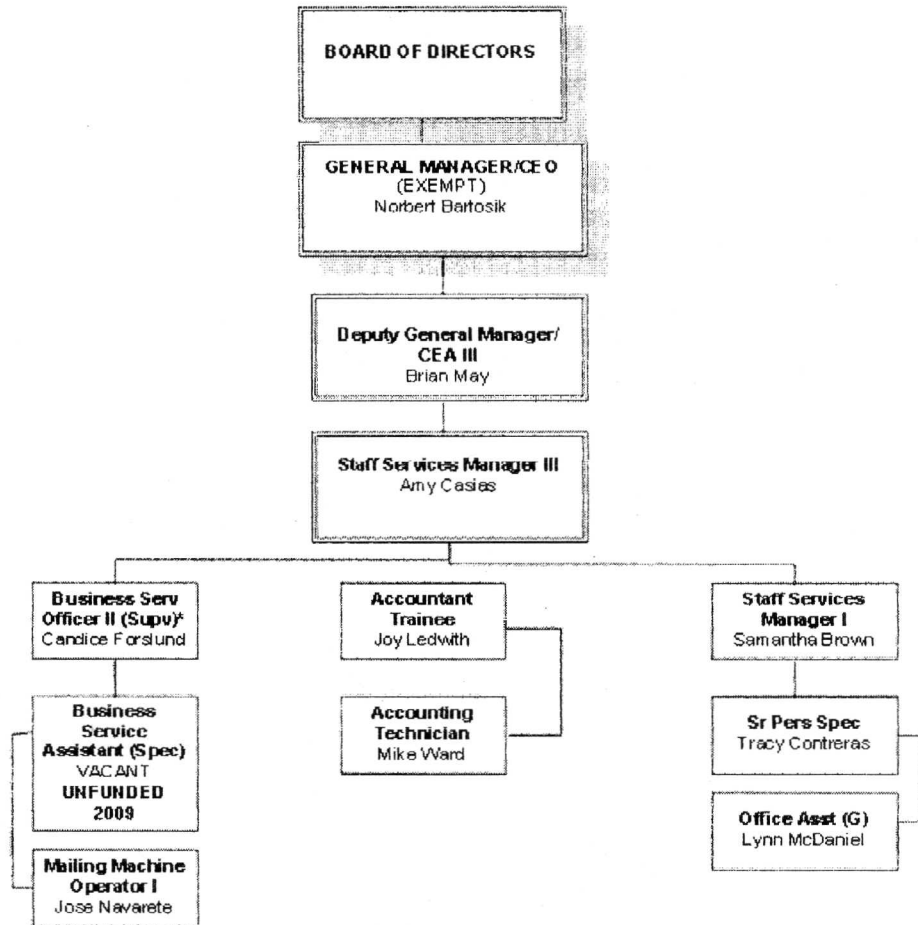 BOARD OF DIRECTORS
GENERAL MANAGER/CEO
(EXEMPT)
Norbert Bartosik
Deputy General Manager/
CEA III
Brian May
Staff Services Manager III
Amy Casias
Business Serv
Officer II (Supv)*
Candice Forslund
Accountant
Trainee
Joy Ledwith
Staff Services
Manager I
Samantha Brown
Business
Service
Assistant (Spec)
VACANT
UNFUNDED
2009
Accounting
Technician
Mike Ward
Sr Pers Spec
Tracy Contreras
Office Asst (G)
Lynn McDaniel
Mailing Machine
Operator I
Jose Navarete